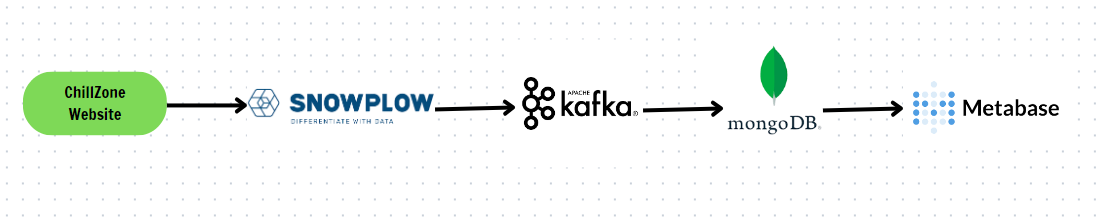 ChillZone
Website
SNOWPLOW
DIFFERENTIATE WITH DATA
APACHE
kafka®
mongoDB®
Metabase